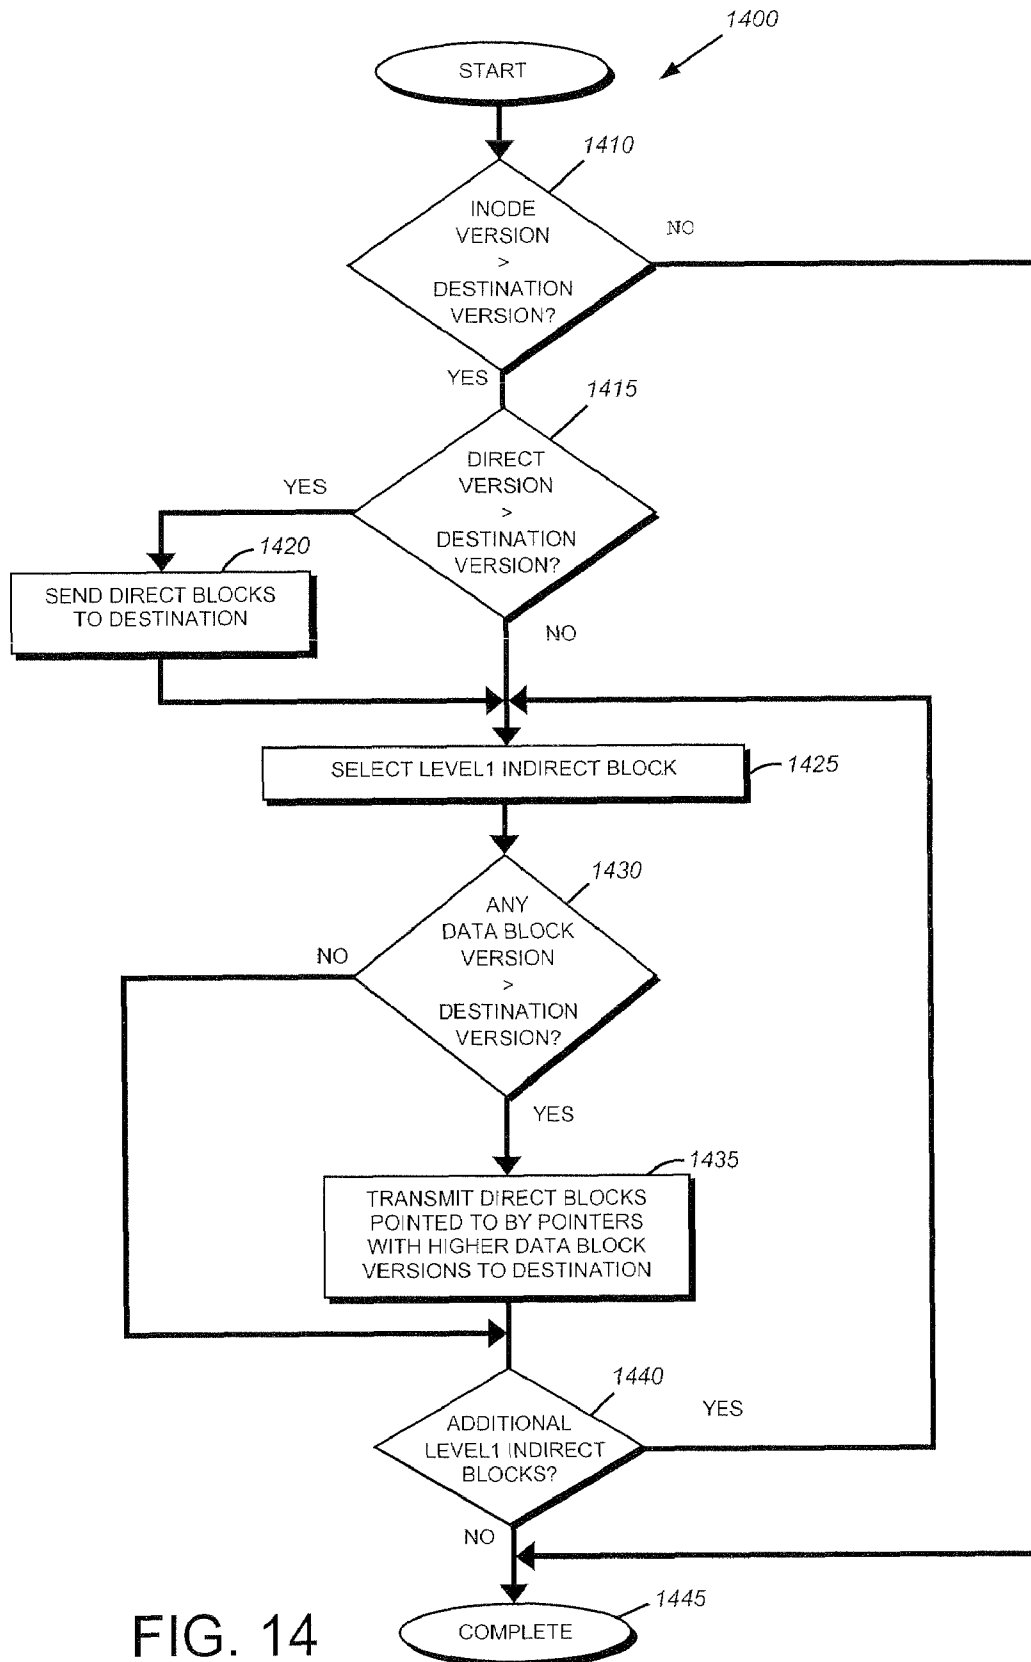 1400
START
1410
INODE
VERSION
>
DESTINATION
VERSION?
NO
YES
1415
DIRECT
VERSION
>
DESTINATION
VERSION?
YES
1420
SEND DIRECT BLOCKS
TO DESTINATION
NO
SELECT LEVEL1 INDIRECT BLOCK
1425
1430
ANY
DATA BLOCK
VERSION
>
DESTINATION
VERSION?
NO
YES
1435
TRANSMIT DIRECT BLOCKS
POINTED TO BY POINTERS
WITH HIGHER DATA BLOCK
VERSIONS TO DESTINATION
1440
ADDITIONAL
LEVEL1 INDIRECT
BLOCKS?
YES
NO
1445
COMPLETE
FIG. 14